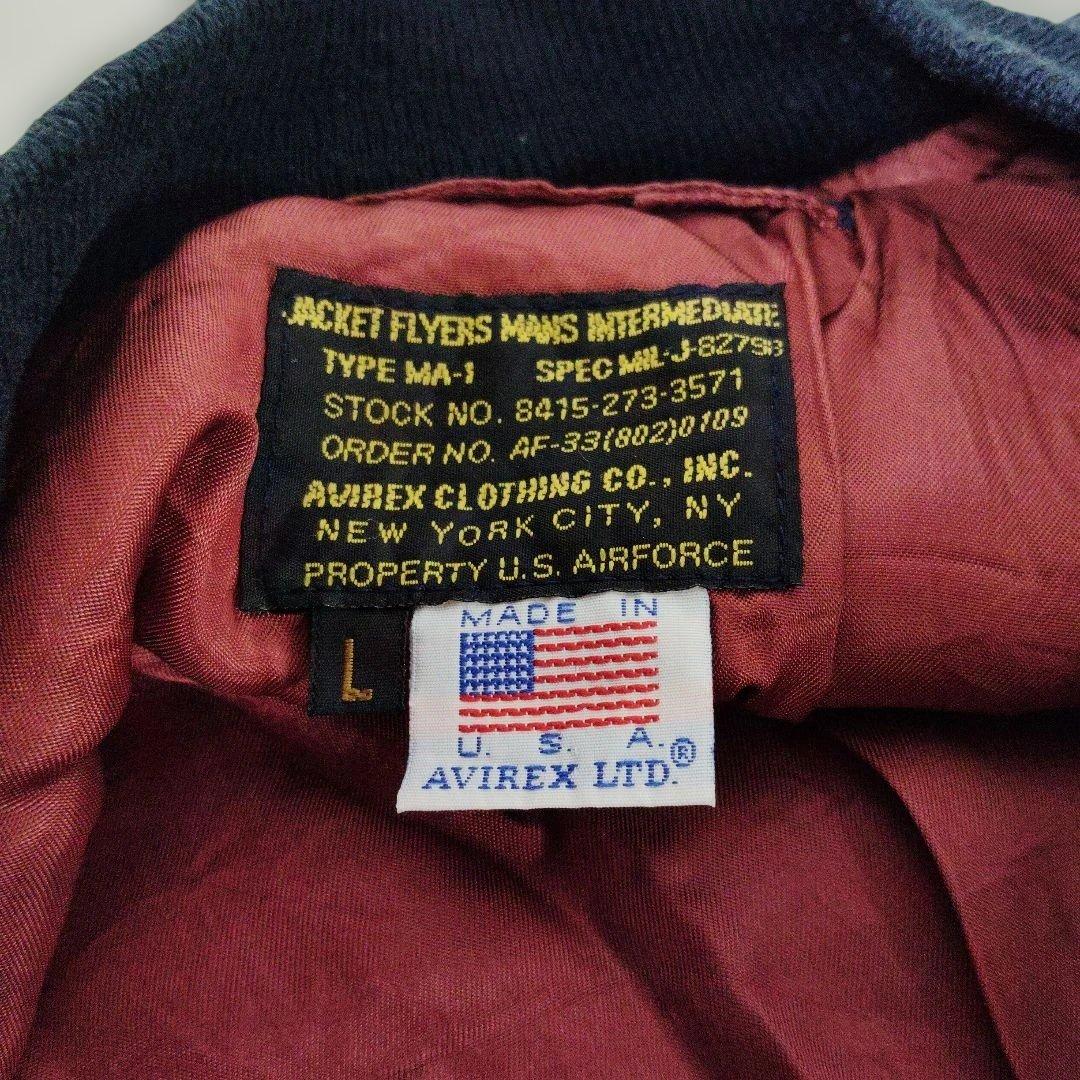 JACKET FLYERS MANS INTERMEDIATE
TYPE MA-1 SPEC MIL-J-8279B
STOCK NO. 8415-273-3571
ORDER NO. AF-33(802)0109
AVIREX CLOTHING CO., INC.
NEW YORK CITY, NY
PROPERTY U.S. AIRFORCE
L
MADE IN
U. S. A.
AVIREX LTD.®